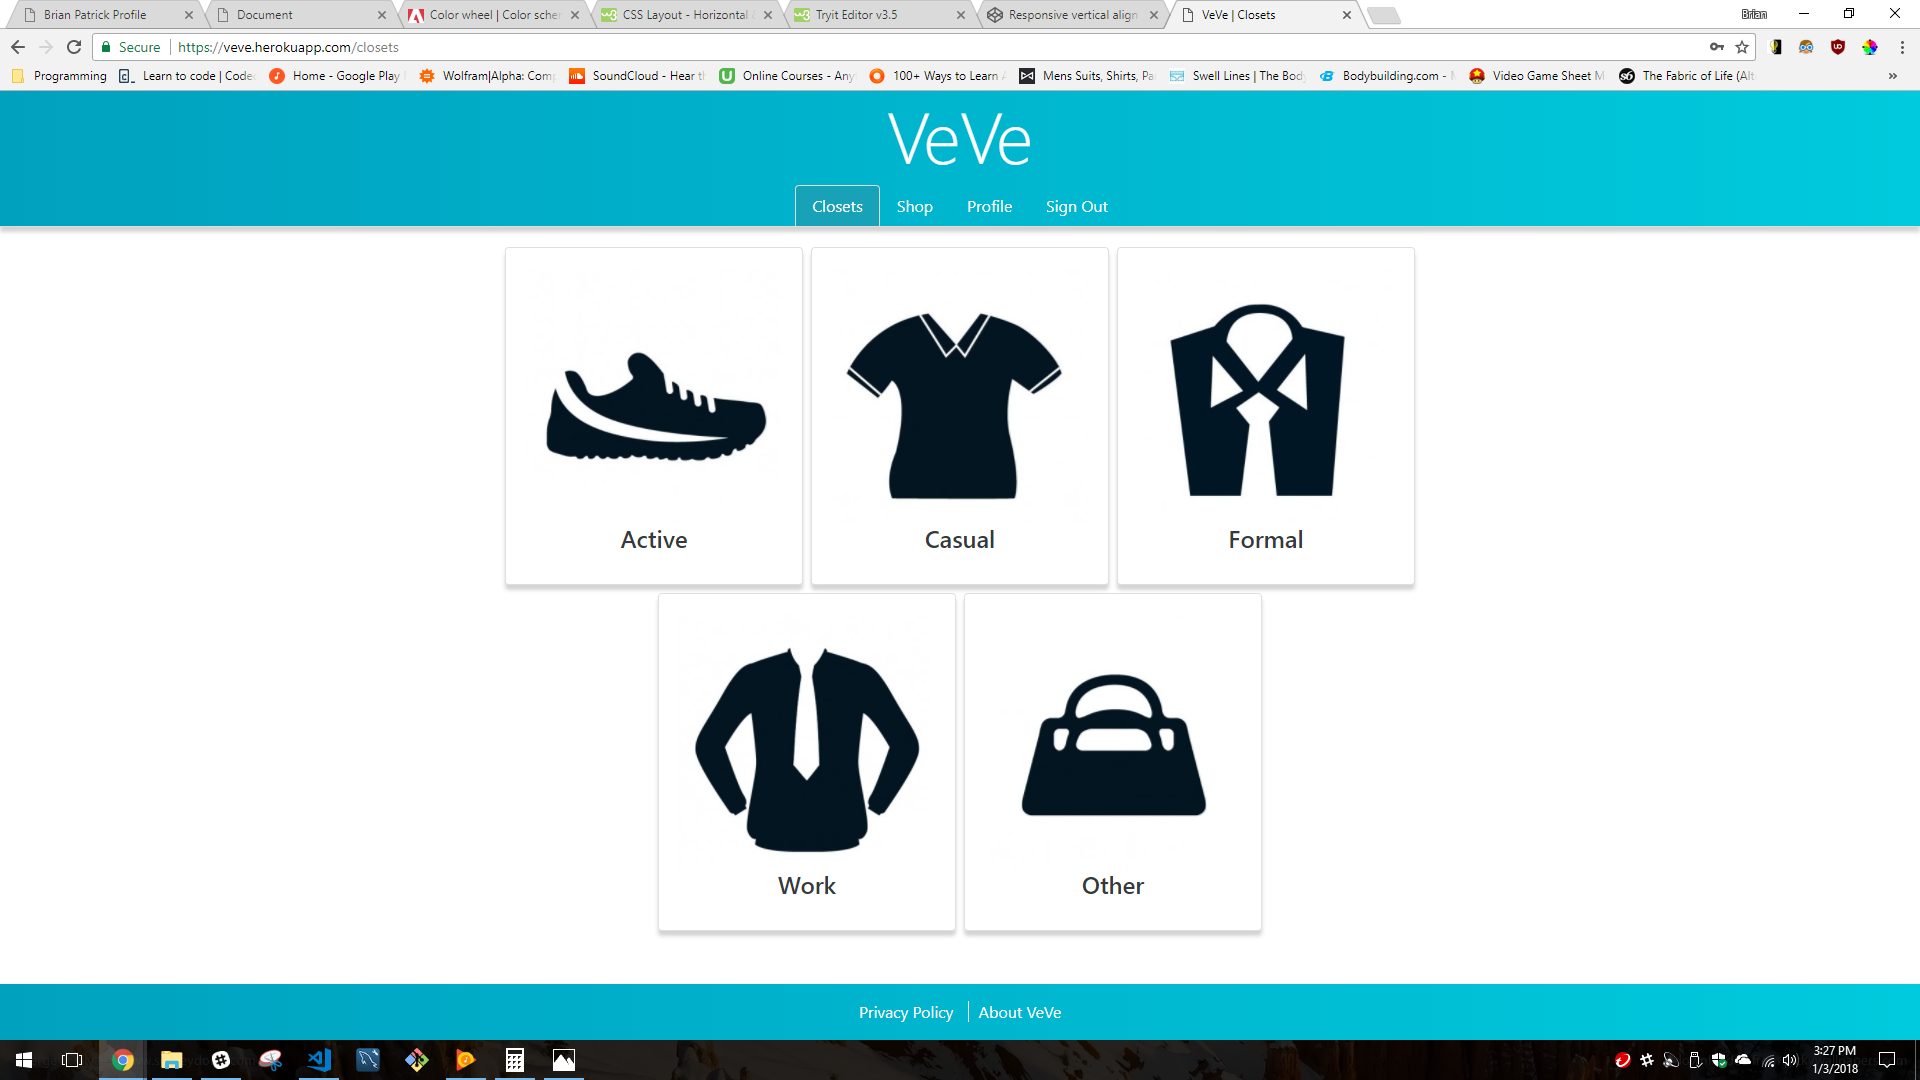 Brian Patrick Profile
Document
Color wheel | Color scher
CSS Layout - Horizontal
Tryit Editor v3.5
Responsive vertical align
VeVe | Closets
Brian
Secure
https://veve.herokuapp.com/closets
Programming
Learn to code | Codec
Home - Google Play
Wolfram|Alpha: Com
SoundCloud - Hear t
Online Courses - Any
100+ Ways to Learn
Mens Suits, Shirts, Pa
Swell Lines | The Bod
Bodybuilding.com -
Video Game Sheet M
The Fabric of Life (Alt
»
VeVe
Closets
Shop
Profile
Sign Out
Active
Casual
Formal
Work
Other
Privacy Policy
About VeVe
3:27 PM
1/3/2018